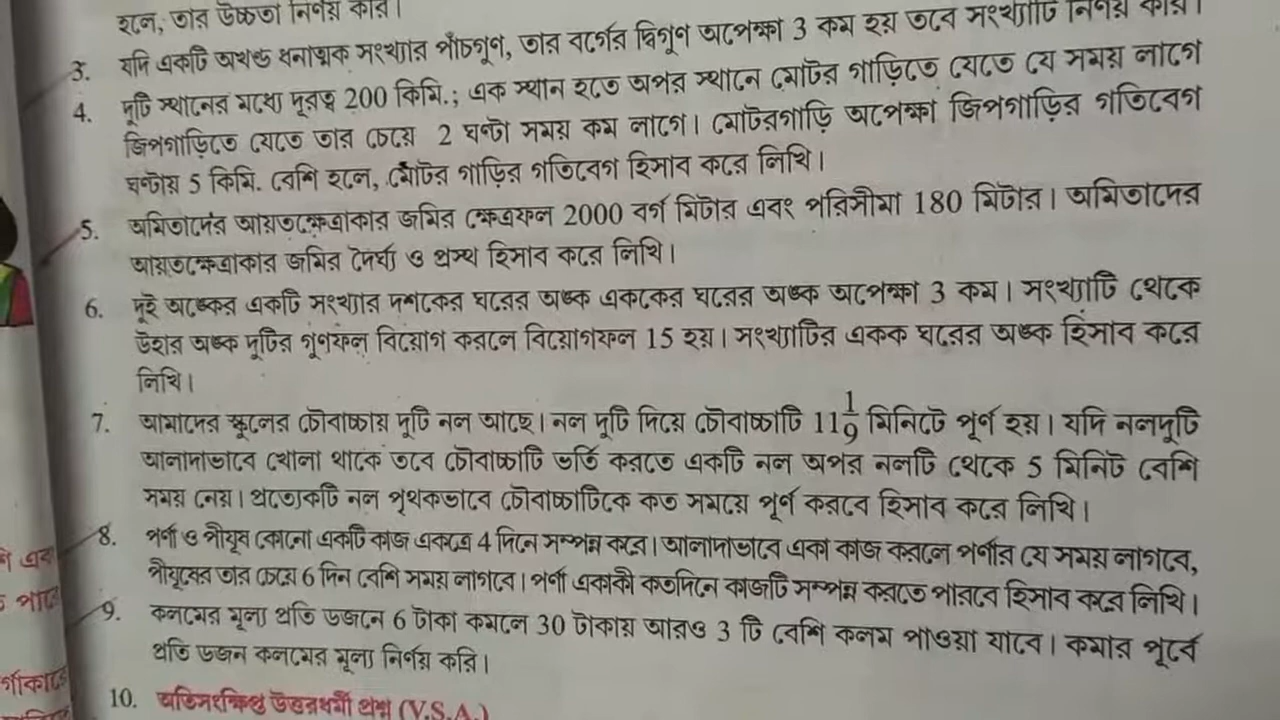 হলে, তার উচ্চতা নির্ণয় করি।
3. যদি একটি অখণ্ড ধনাত্মক সংখ্যার পাঁচগুণ, তার বর্গের দ্বিগুণ অপেক্ষা 3 কম হয় তবে সংখ্যাটি নির্ণয় করি।
4. দুটি স্থানের মধ্যে দূরত্ব 200 কিমি.; এক স্থান হতে অপর স্থানে মোটর গাড়িতে যেতে যে সময় লাগে
জিপগাড়িতে যেতে তার চেয়ে 2 ঘণ্টা সময় কম লাগে। মোটরগাড়ি অপেক্ষা জিপগাড়ির গতিবেগ
ঘণ্টায় 5 কিমি. বেশি হলে, মোটর গাড়ির গতিবেগ হিসাব করে লিখি।
5. অমিতাদের আয়তক্ষেত্রাকার জমির ক্ষেত্রফল 2000 বর্গ মিটার এবং পরিসীমা 180 মিটার। অমিতাদের
আয়তক্ষেত্রাকার জমির দৈর্ঘ্য ও প্রস্থ হিসাব করে লিখি।
6. দুই অঙ্কের একটি সংখ্যার দশকের ঘরের অঙ্ক এককের ঘরের অঙ্ক অপেক্ষা 3 কম। সংখ্যাটি থেকে
উহার অঙ্ক দুটির গুণফল বিয়োগ করলে বিয়োগফল 15 হয়। সংখ্যাটির একক ঘরের অঙ্ক হিসাব করে
লিখি।
7. আমাদের স্কুলের চৌবাচ্চায় দুটি নল আছে। নল দুটি দিয়ে চৌবাচ্চাটি 11 1/9 মিনিটে পূর্ণ হয়। যদি নলদুটি
আলাদাভাবে খোলা থাকে তবে চৌবাচ্চাটি ভর্তি করতে একটি নল অপর নলটি থেকে 5 মিনিট বেশি
সময় নেয়। প্রত্যেকটি নল পৃথকভাবে চৌবাচ্চাটিকে কত সময়ে পূর্ণ করবে হিসাব করে লিখি।
8. পর্ণা ও পীযূষ কোনো একটি কাজ একত্রে 4 দিনে সম্পন্ন করে। আলাদাভাবে একা কাজ করলে পর্ণার যে সময় লাগবে,
পীযূষের তার চেয়ে 6 দিন বেশি সময় লাগবে। পর্ণা একাকী কতদিনে কাজটি সম্পন্ন করতে পারবে হিসাব করে লিখি।
9. কলমের মূল্য প্রতি ডজনে 6 টাকা কমলে 30 টাকায় আরও 3 টি বেশি কলম পাওয়া যাবে। কমার পূর্বে
প্রতি ডজন কলমের মূল্য নির্ণয় করি।
10. অতিসংক্ষিপ্ত উত্তরধর্মী প্রশ্ন (V.S.A.)